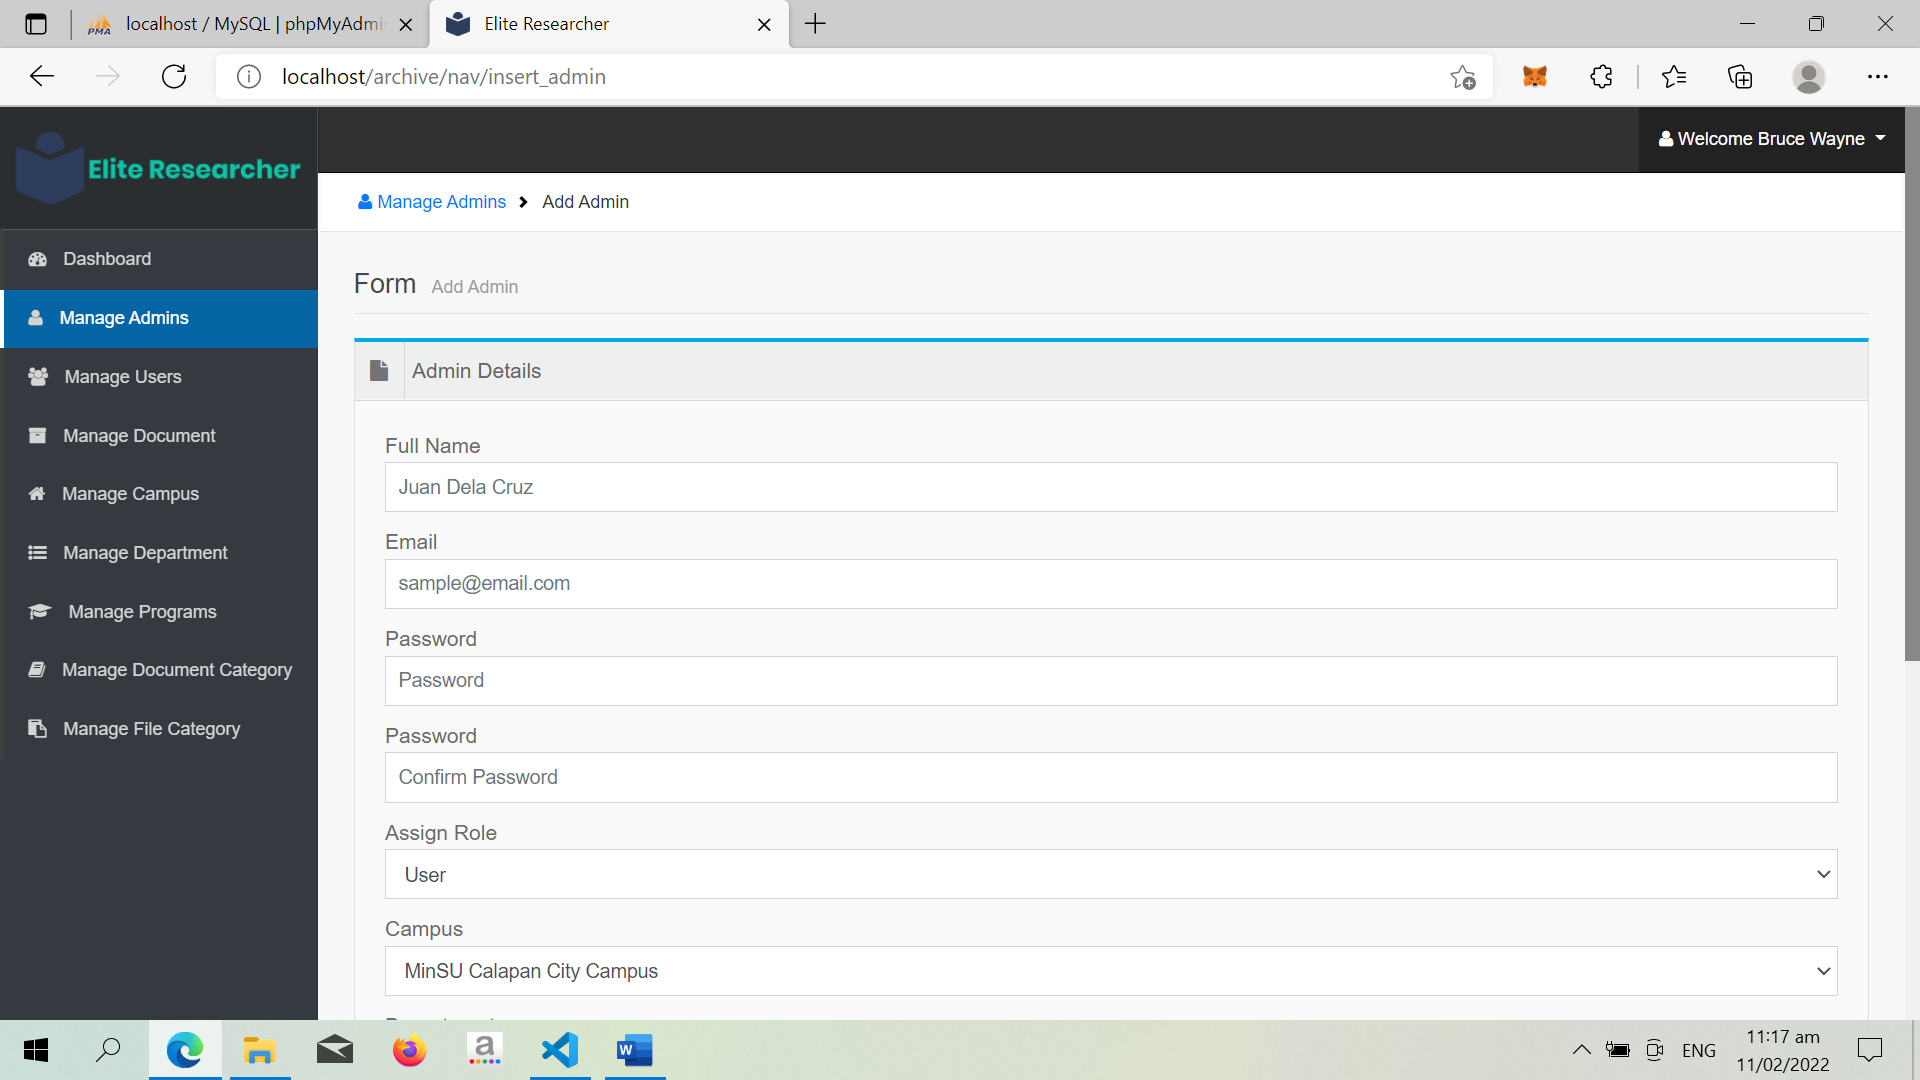 localhost / MySQL | phpMyAdmi
Elite Researcher
localhost/archive/nav/insert_admin
Elite Researcher
Welcome Bruce Wayne
Manage Admins
Add Admin
Dashboard
Manage Admins
Manage Users
Manage Document
Manage Campus
Manage Department
Manage Programs
Manage Document Category
Manage File Category
Form Add Admin
Admin Details
Full Name
Juan Dela Cruz
Email
sample@email.com
Password
Password
Password
Confirm Password
Assign Role
User
Campus
MinSU Calapan City Campus
ENG
11:17 am
11/02/2022